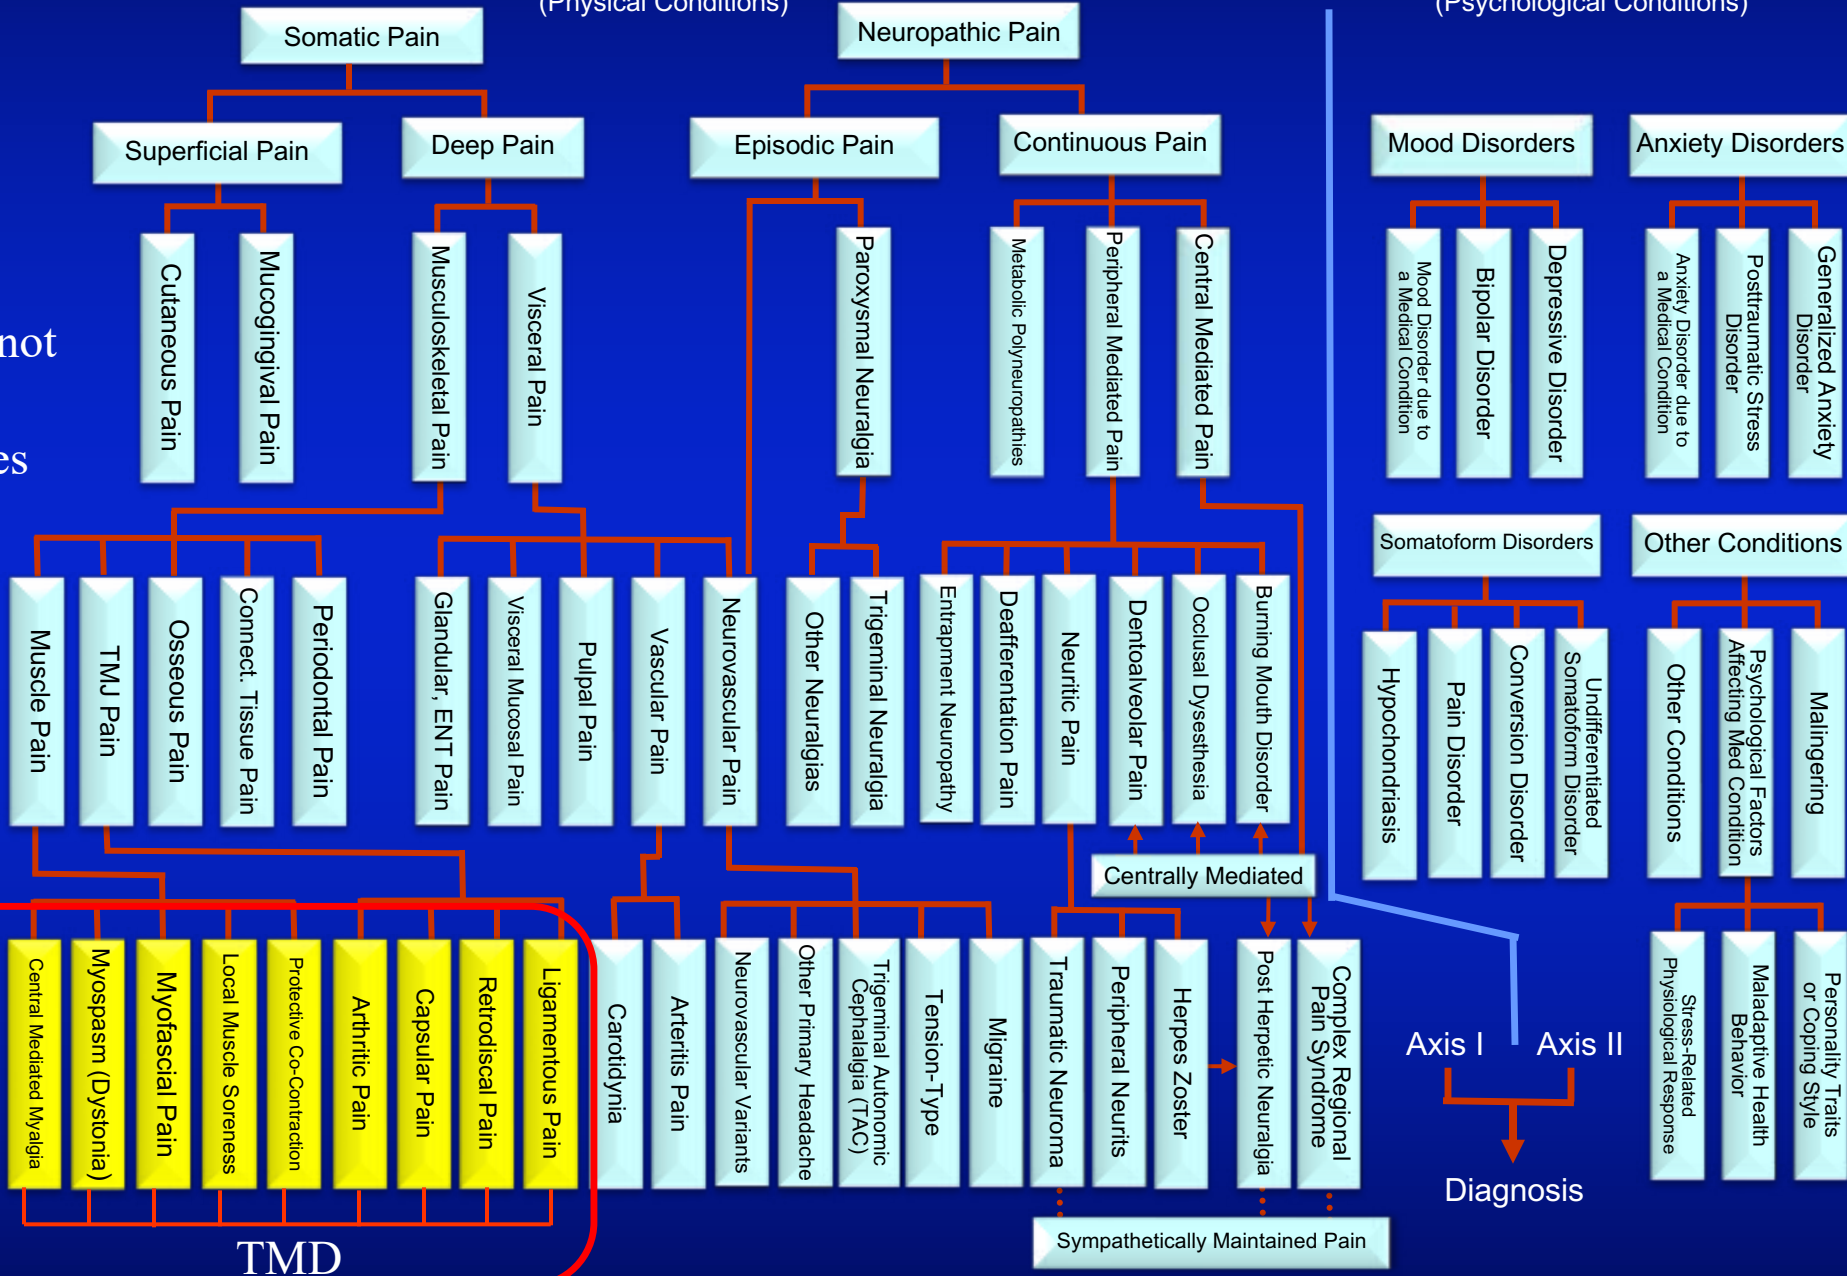 (Physical Conditions)
(Psychological Conditions)
Somatic Pain
Neuropathic Pain
Superficial Pain
Deep Pain
Episodic Pain
Continuous Pain
Mood Disorders
Anxiety Disorders
Cutaneous Pain
Mucogingival Pain
Musculoskeletal Pain
Visceral Pain
Paroxysmal Neuralgia
Metabolic Polyneuropathies
Peripheral Mediated Pain
Central Mediated Pain
Mood Disorder due to
a Medical Condition
Bipolar Disorder
Depressive Disorder
Anxiety Disorder due to
a Medical Condition
Posttraumatic Stress
Disorder
Generalized Anxiety
Disorder
not
es
Somatoform Disorders
Other Conditions
Muscle Pain
TMJ Pain
Osseous Pain
Connect. Tissue Pain
Periodontal Pain
Glandular, ENT Pain
Visceral Mucosal Pain
Pulpal Pain
Vascular Pain
Neurovascular Pain
Other Neuralgias
Trigeminal Neuralgia
Entrapment Neuropathy
Deafferentation Pain
Neuritic Pain
Dentoalveolar Pain
Occlusal Dysesthesia
Burning Mouth Disorder
Hypochondriasis
Pain Disorder
Conversion Disorder
Undifferentiated
Somatoform Disorder
Other Conditions
Psychological Factors
Affecting Med Condition
Malingering
Centrally Mediated
Central Mediated Myalgia
Myospasm (Dystonia)
Myofascial Pain
Local Muscle Soreness
Protective Co-Contraction
Arthritic Pain
Capsular Pain
Retrodiscal Pain
Ligamentous Pain
Carotidynia
Arteritis Pain
Neurovascular Variants
Other Primary Headache
Trigeminal Autonomic
Cephalalgia (TAC)
Tension-Type
Migraine
Traumatic Neuroma
Peripheral Neurits
Herpes Zoster
Post Herpetic Neuralgia
Complex Regional
Pain Syndrome
Stress-Related
Physiological Response
Maladaptive Health
Behavior
Personality Traits
or Coping Style
Axis I
Axis II
Diagnosis
TMD
Sympathetically Maintained Pain